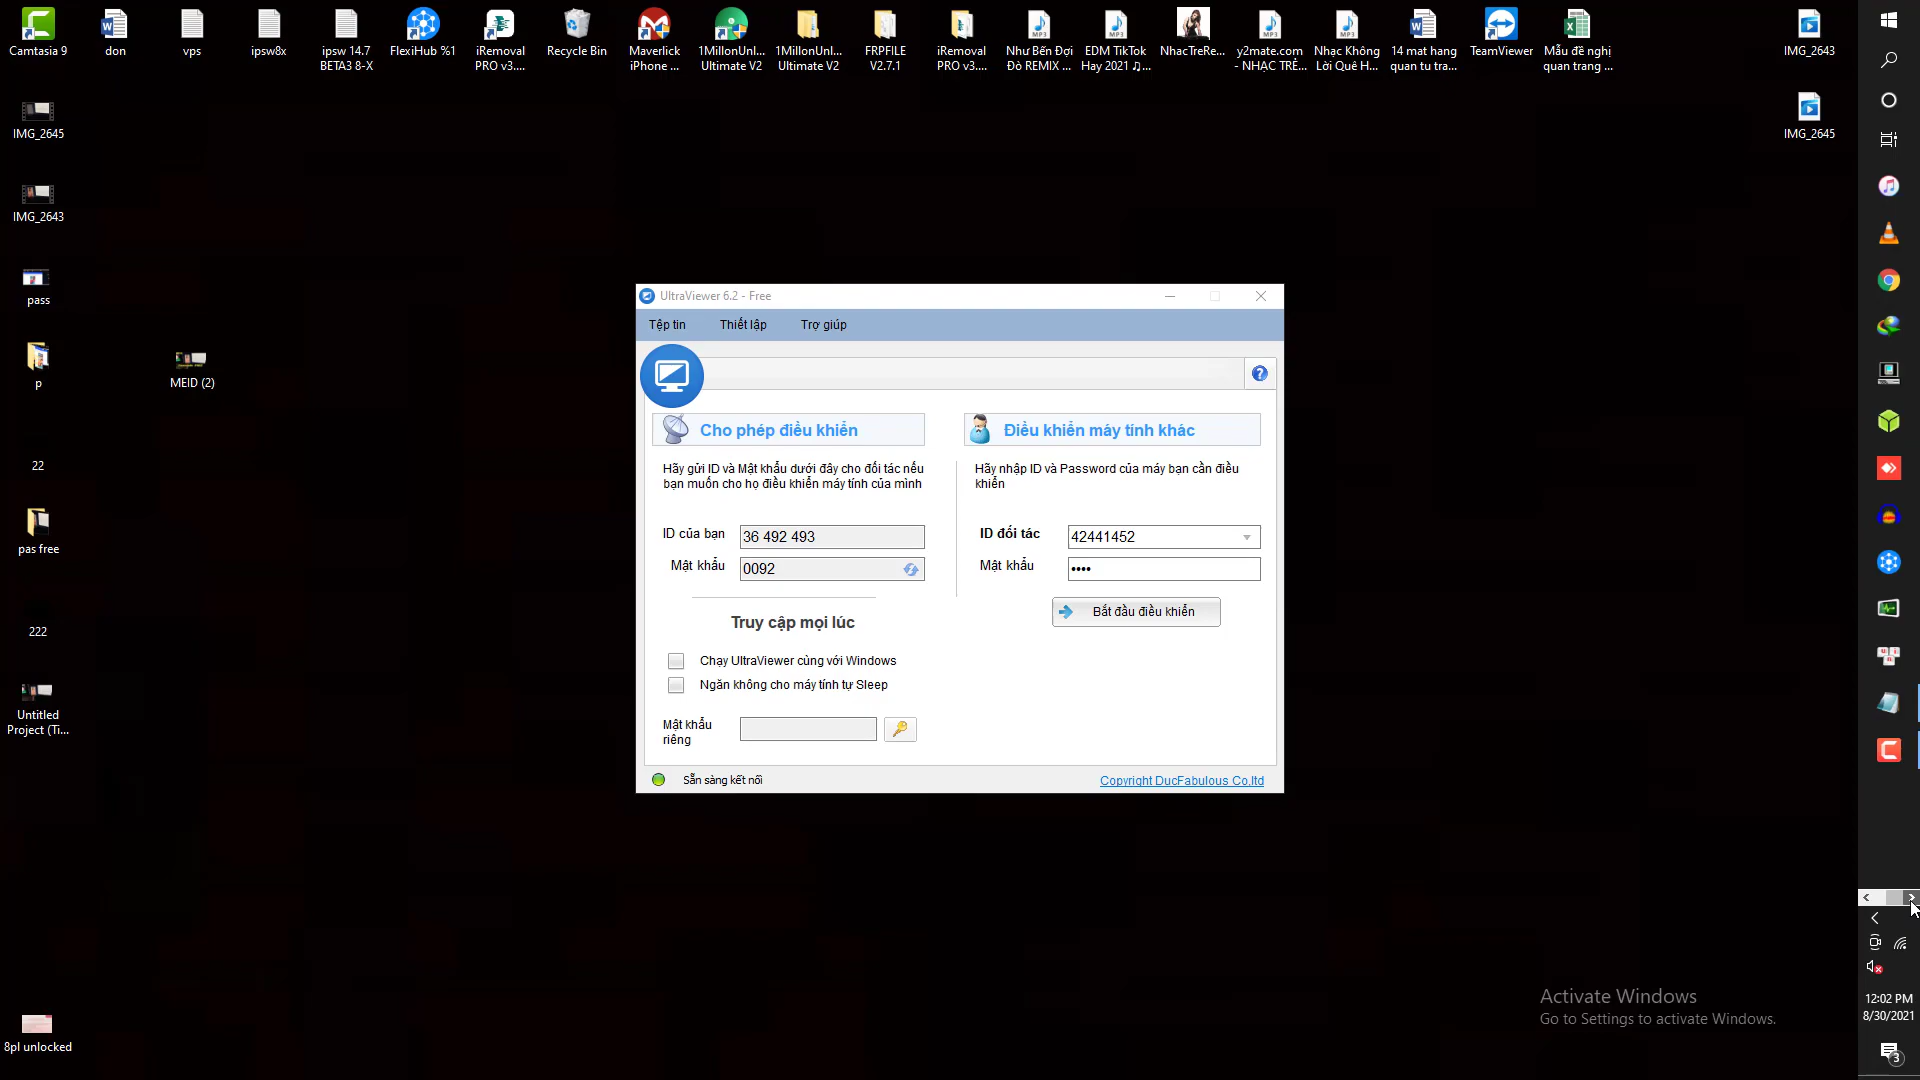 Camtasia 9
don
vps
ipsw8x
ipsw 14.7
BETA3 8-X
FlexiHub %1
iRemoval
PRO v3....
Recycle Bin
Maverlick
iPhone ...
1MillonUnl...
Ultimate V2
1MillonUnl...
Ultimate V2
FRPFILE
V2.7.1
iRemoval
PRO v3....
Như Bến Đợi
Đò REMIX ...
EDM TikTok
Hay 2021 ♫...
NhacTreRe...
y2mate.com
- NHẠC TRẺ...
Nhạc Không
Lời Quê H...
14 mat hang
quan tu tra...
TeamViewer
Mẫu đề nghị
quan trang ...
IMG_2643
IMG_2645
IMG_2645
IMG_2643
pass
p
MEID (2)
22
pas free
222
Untitled
Project (Ti...
8pl unlocked
UltraViewer 6.2 - Free
Tệp tin
Thiết lập
Trợ giúp
Cho phép điều khiển
Hãy gửi ID và Mật khẩu dưới đây cho đối tác nếu
bạn muốn cho họ điều khiển máy tính của mình
ID của bạn
36 492 493
Mật khẩu
0092
Truy cập mọi lúc
Chạy UltraViewer cùng với Windows
Ngăn không cho máy tính tự Sleep
Mật khẩu
riêng
Điều khiển máy tính khác
Hãy nhập ID và Password của máy bạn cần điều
khiển
ID đối tác
42441452
Mật khẩu
••••
Bắt đầu điều khiển
Sẵn sàng kết nối
Copyright DucFabulous Co.ltd
Activate Windows
Go to Settings to activate Windows.
12:02 PM
8/30/2021
3